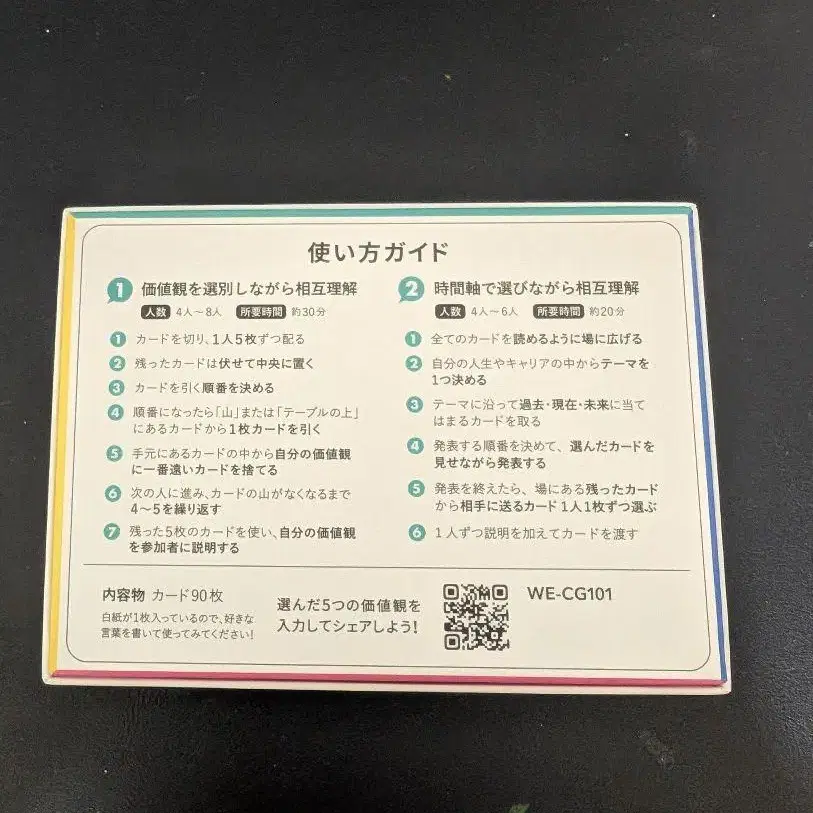 使い方ガイド
1 価値観を選別しながら相互理解
人数 4人〜8人 所要時間 約30分
1 カードを切り、1人5枚ずつ配る
2 残ったカードは伏せて中央に置く
3 カードを引く順番を決める
4 順番になったら「山」または「テーブルの上」
にあるカードから1枚カードを引く
5 手元にあるカードの中から自分の価値観
に一番遠いカードを捨てる
6 次の人に進み、カードの山がなくなるまで
4〜5を繰り返す
7 残った5枚のカードを使い、自分の価値観
を参加者に説明する
2 時間軸で選びながら相互理解
人数 4人〜6人 所要時間 約20分
1 全てのカードを読めるように場に広げる
2 自分の人生やキャリアの中からテーマを
1つ決める
3 テーマに沿って過去・現在・未来に当て
はまるカードを取る
4 発表する順番を決めて、選んだカードを
見せながら発表する
5 発表を終えたら、場にある残ったカード
から相手に送るカード1人1枚ずつ選ぶ
6 1人ずつ説明を加えてカードを渡す
内容物 カード90枚
白紙が1枚入っているので、好きな
言葉を書いて使ってみてください!
選んだ5つの価値観を
入力してシェアしよう!
WE-CG101